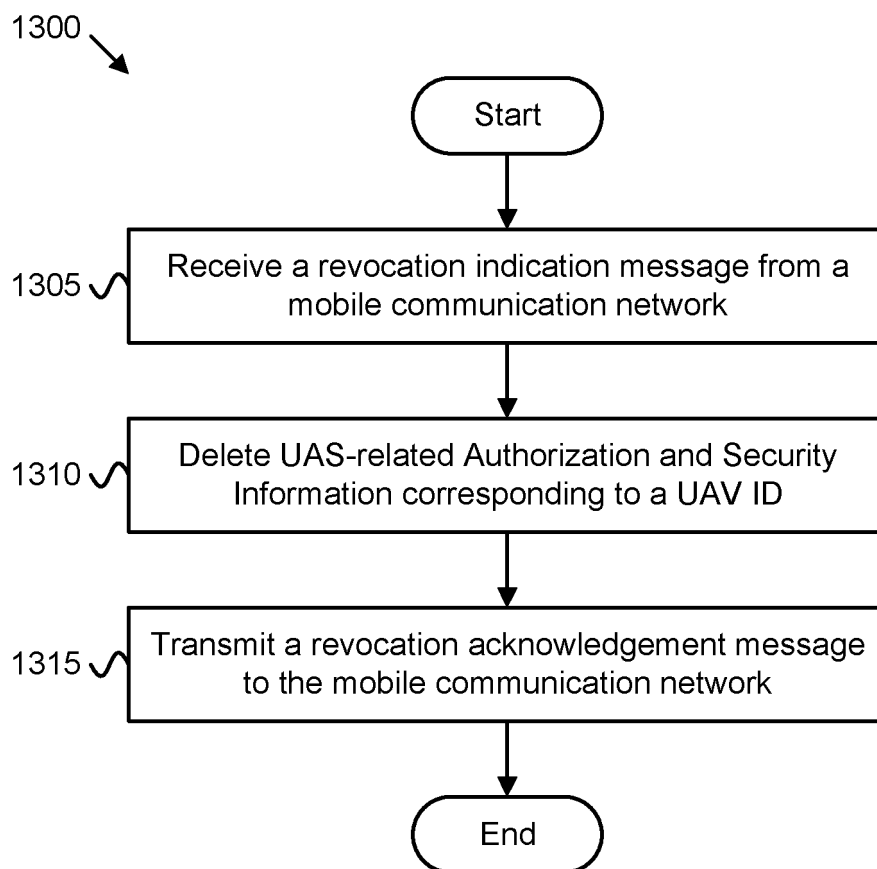 1300
Start
1305
Receive a revocation indication message from a
mobile communication network
1310
Delete UAS-related Authorization and Security
Information corresponding to a UAV ID
1315
Transmit a revocation acknowledgement message
to the mobile communication network
End